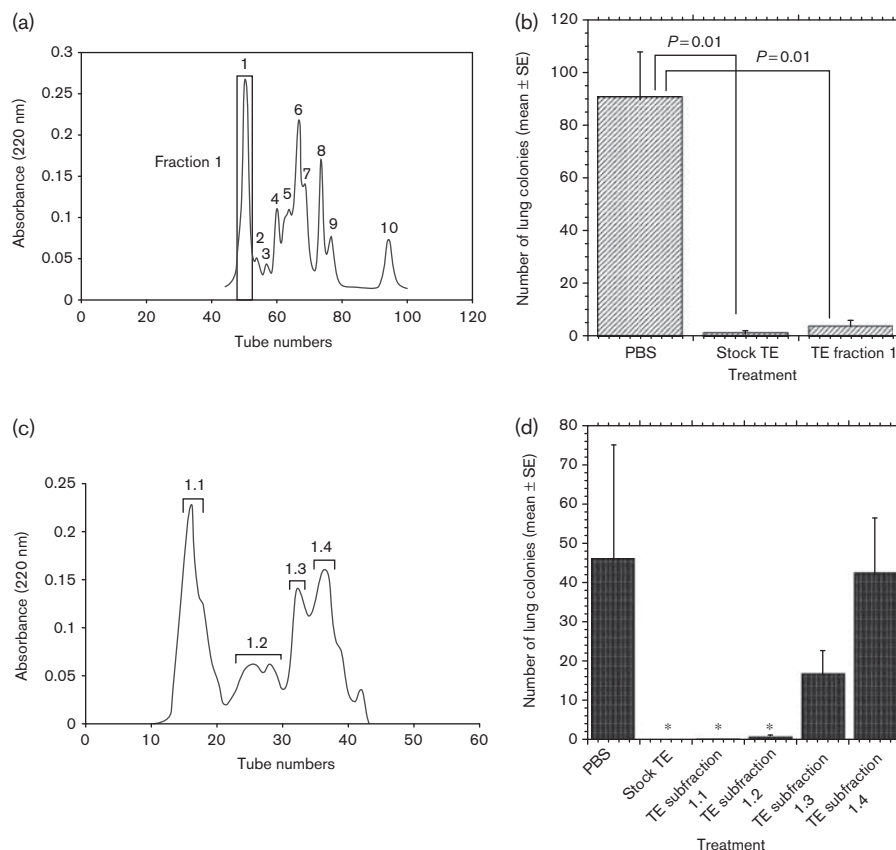 (a)
0.3
0.25
0.2
0.15
0.1
0.05
0
Absorbance (220 nm)
Fraction 1
1
2
3
4
5
6
7
8
9
10
0 20 40 60 80 100 120
Tube numbers
(b)
130
120
100
80
60
40
20
0
Number of lung colonies (mean ± SE)
P=0.01
P=0.01
PBS Stock TE TE fraction 1
Treatment
(c)
0.25
0.2
0.15
0.1
0.05
0
Absorbance (220 nm)
1.1
1.2
1.3
1.4
0 10 20 30 40 50 60
Tube numbers
(d)
80
70
60
50
40
30
20
10
0
Number of lung colonies (mean ± SE)
* * *
PBS
Stock TE
TE subfraction
1.1
TE subfraction
1.2
TE subfraction
1.3
TE subfraction
1.4
Treatment